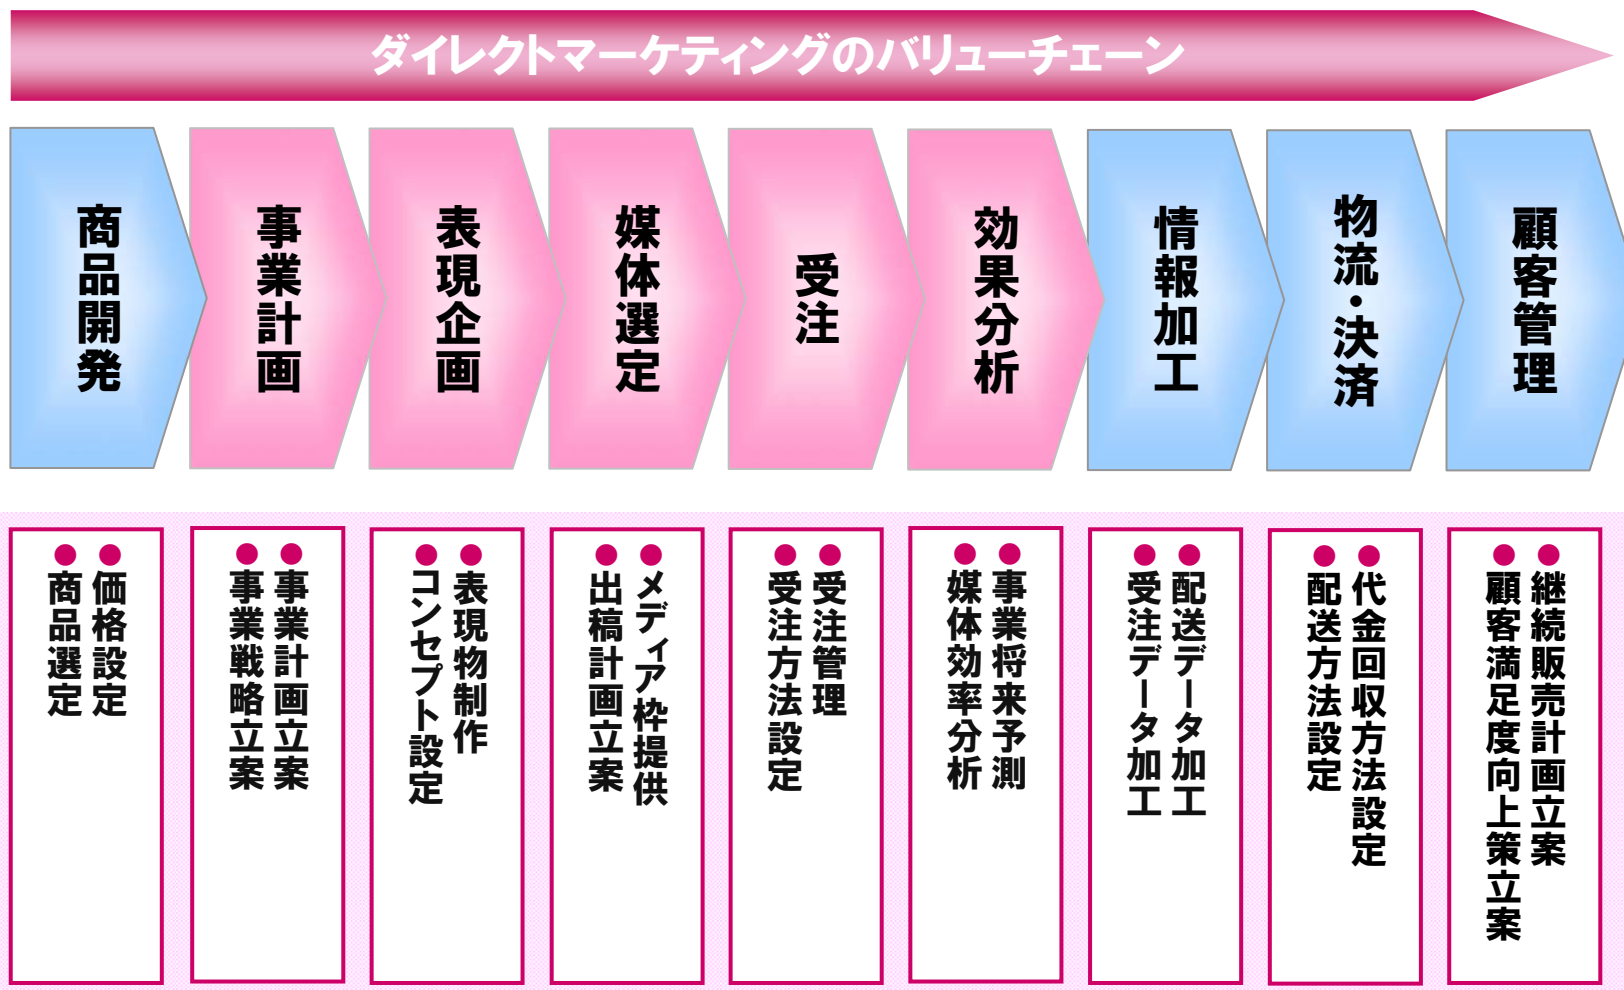 ダイレクトマーケティングのバリューチェーン
商品開発
事業計画
表現企画
媒体選定
受注
効果分析
情報加工
物流・決済
顧客管理
●価格設定
●商品選定
●事業計画立案
●事業戦略立案
●表現物制作
●コンセプト設定
●メディア枠提供
●出稿計画立案
●受注管理
●受注方法設定
●事業将来予測
●媒体効率分析
●配送データ加工
●受注データ加工
●代金回収方法設定
●配送方法設定
●継続販売計画立案
●顧客満足度向上策立案